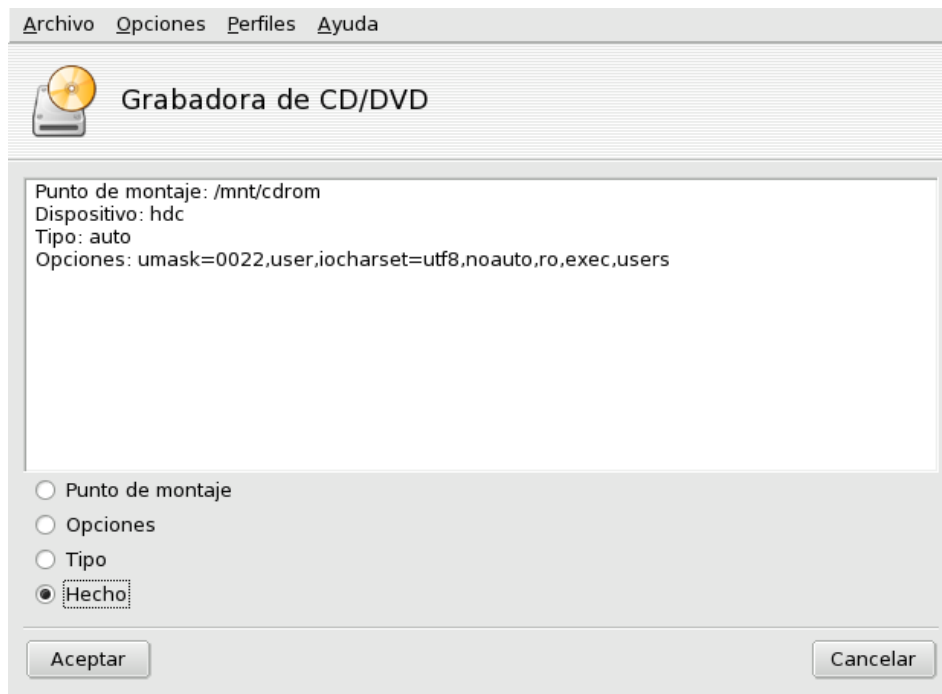 Archivo Opciones Perfiles Ayuda
Grabadora de CD/DVD
Punto de montaje: /mnt/cdrom
Dispositivo: hdc
Tipo: auto
Opciones: umask=0022,user,iocharset=utf8,noauto,ro,exec,users
Punto de montaje
Opciones
Tipo
Hecho
Aceptar Cancelar